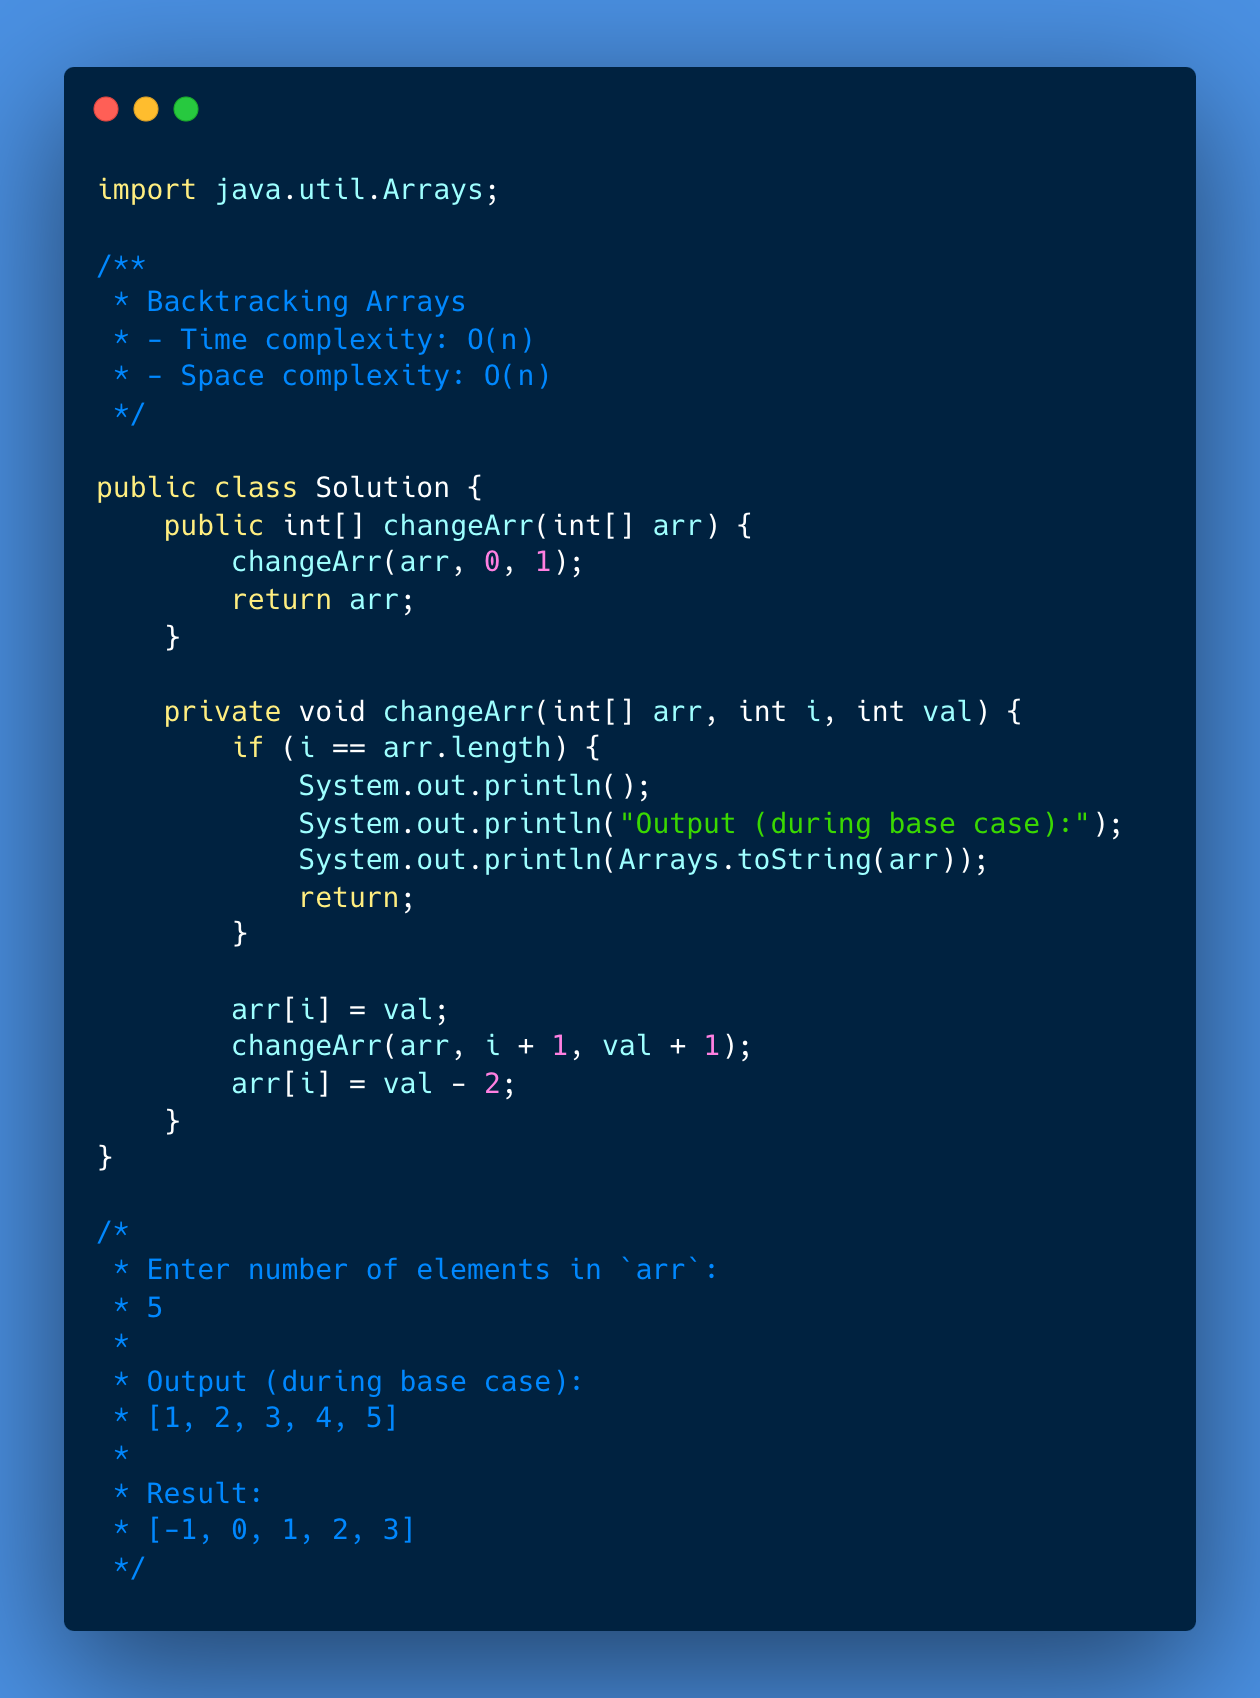 import java.util.Arrays;

/**
 * Backtracking Arrays
 * - Time complexity: O(n)
 * - Space complexity: O(n)
 */

public class Solution {
    public int[] changeArr(int[] arr) {
        changeArr(arr, 0, 1);
        return arr;
    }

    private void changeArr(int[] arr, int i, int val) {
        if (i == arr.length) {
            System.out.println();
            System.out.println("Output (during base case):");
            System.out.println(Arrays.toString(arr));
            return;
        }

        arr[i] = val;
        changeArr(arr, i + 1, val + 1);
        arr[i] = val - 2;
    }
}

/*
 * Enter number of elements in `arr`:
 * 5
 *
 * Output (during base case):
 * [1, 2, 3, 4, 5]
 *
 * Result:
 * [-1, 0, 1, 2, 3]
 */